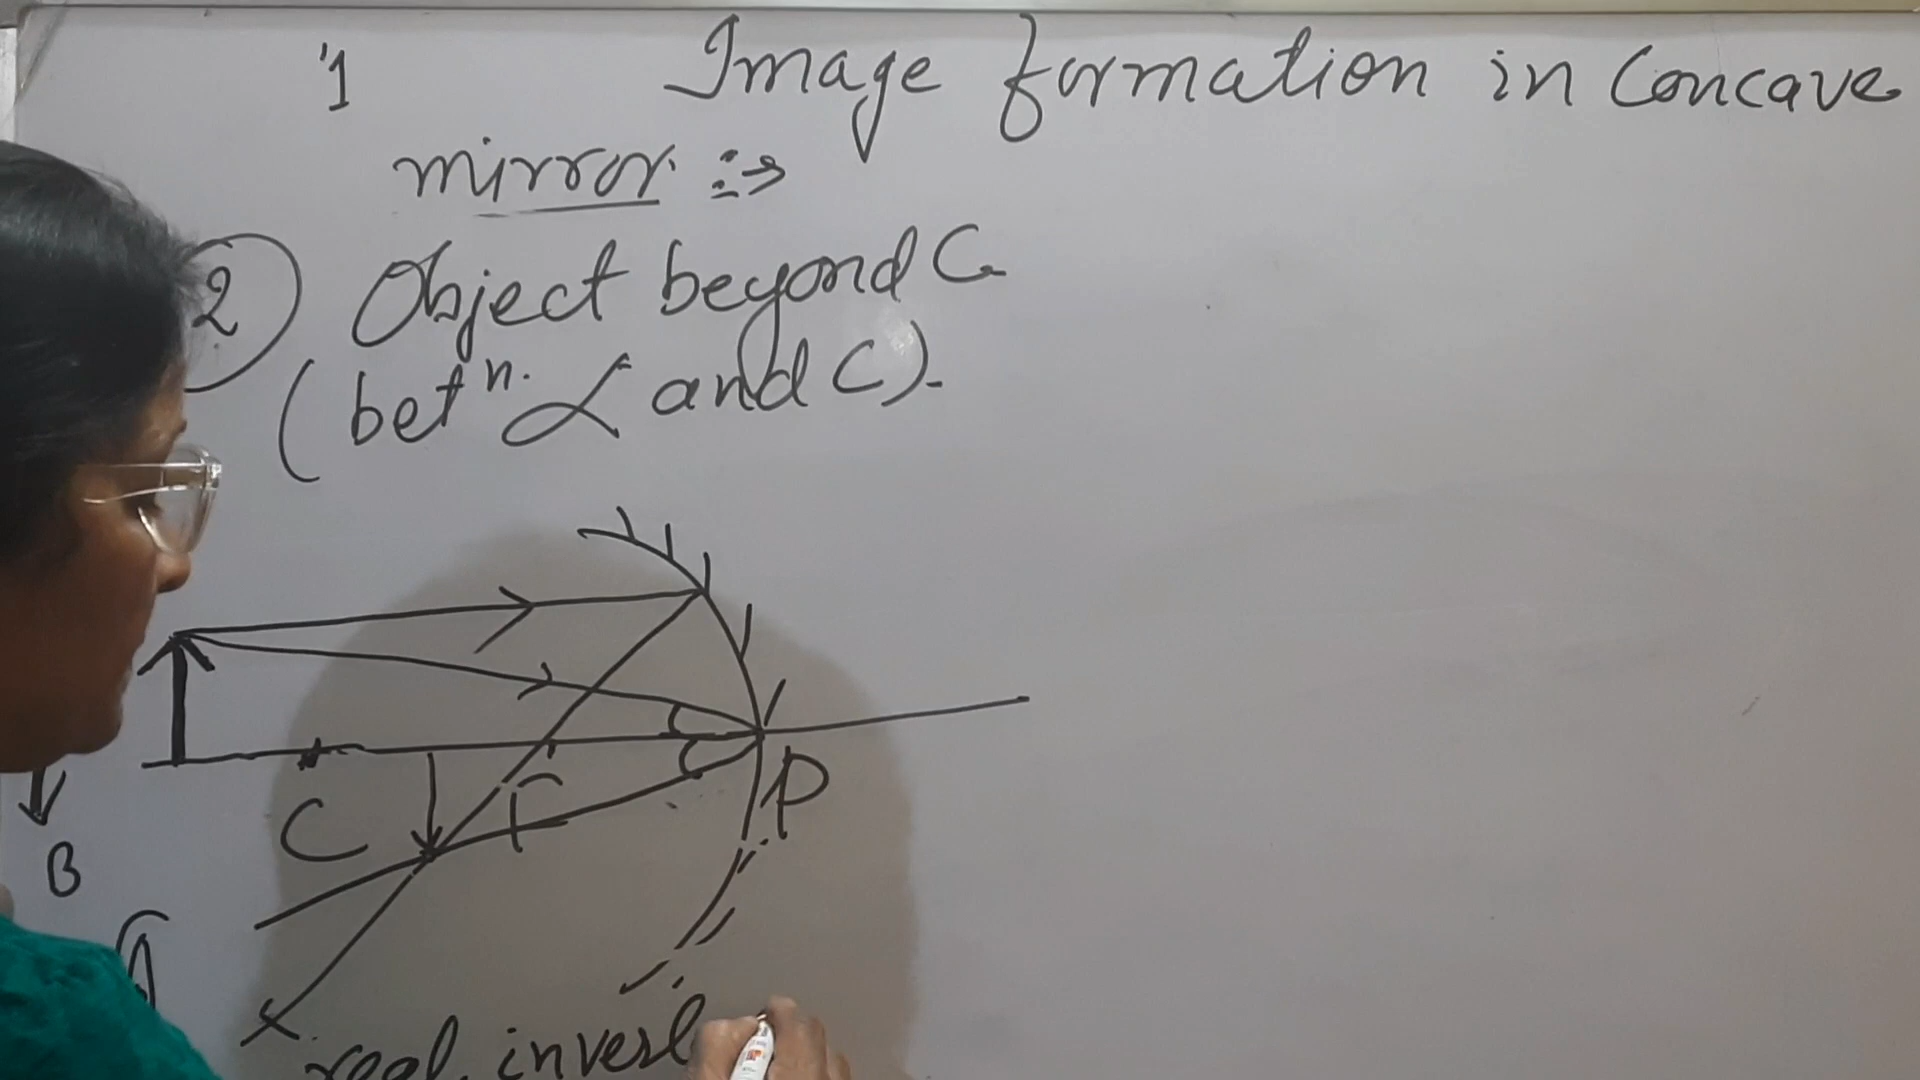 1 Image formation in Concave
mirror :→
2 Object beyond C
(betⁿ. ∝ and C).
C
F
P
B
real, invert